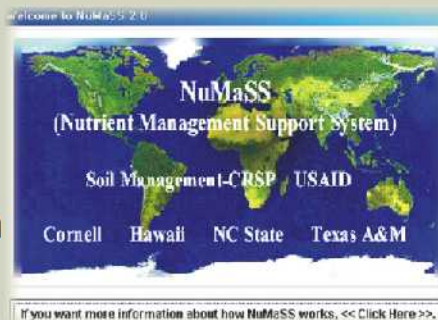 Welcome to NuMaSS 2.0
NuMaSS
(Nutrient Management Support System)
Soil Management-CRSP USAID
Cornell Hawaii NC State Texas A&M
If you want more information about how NuMaSS works, << Click Here >>.